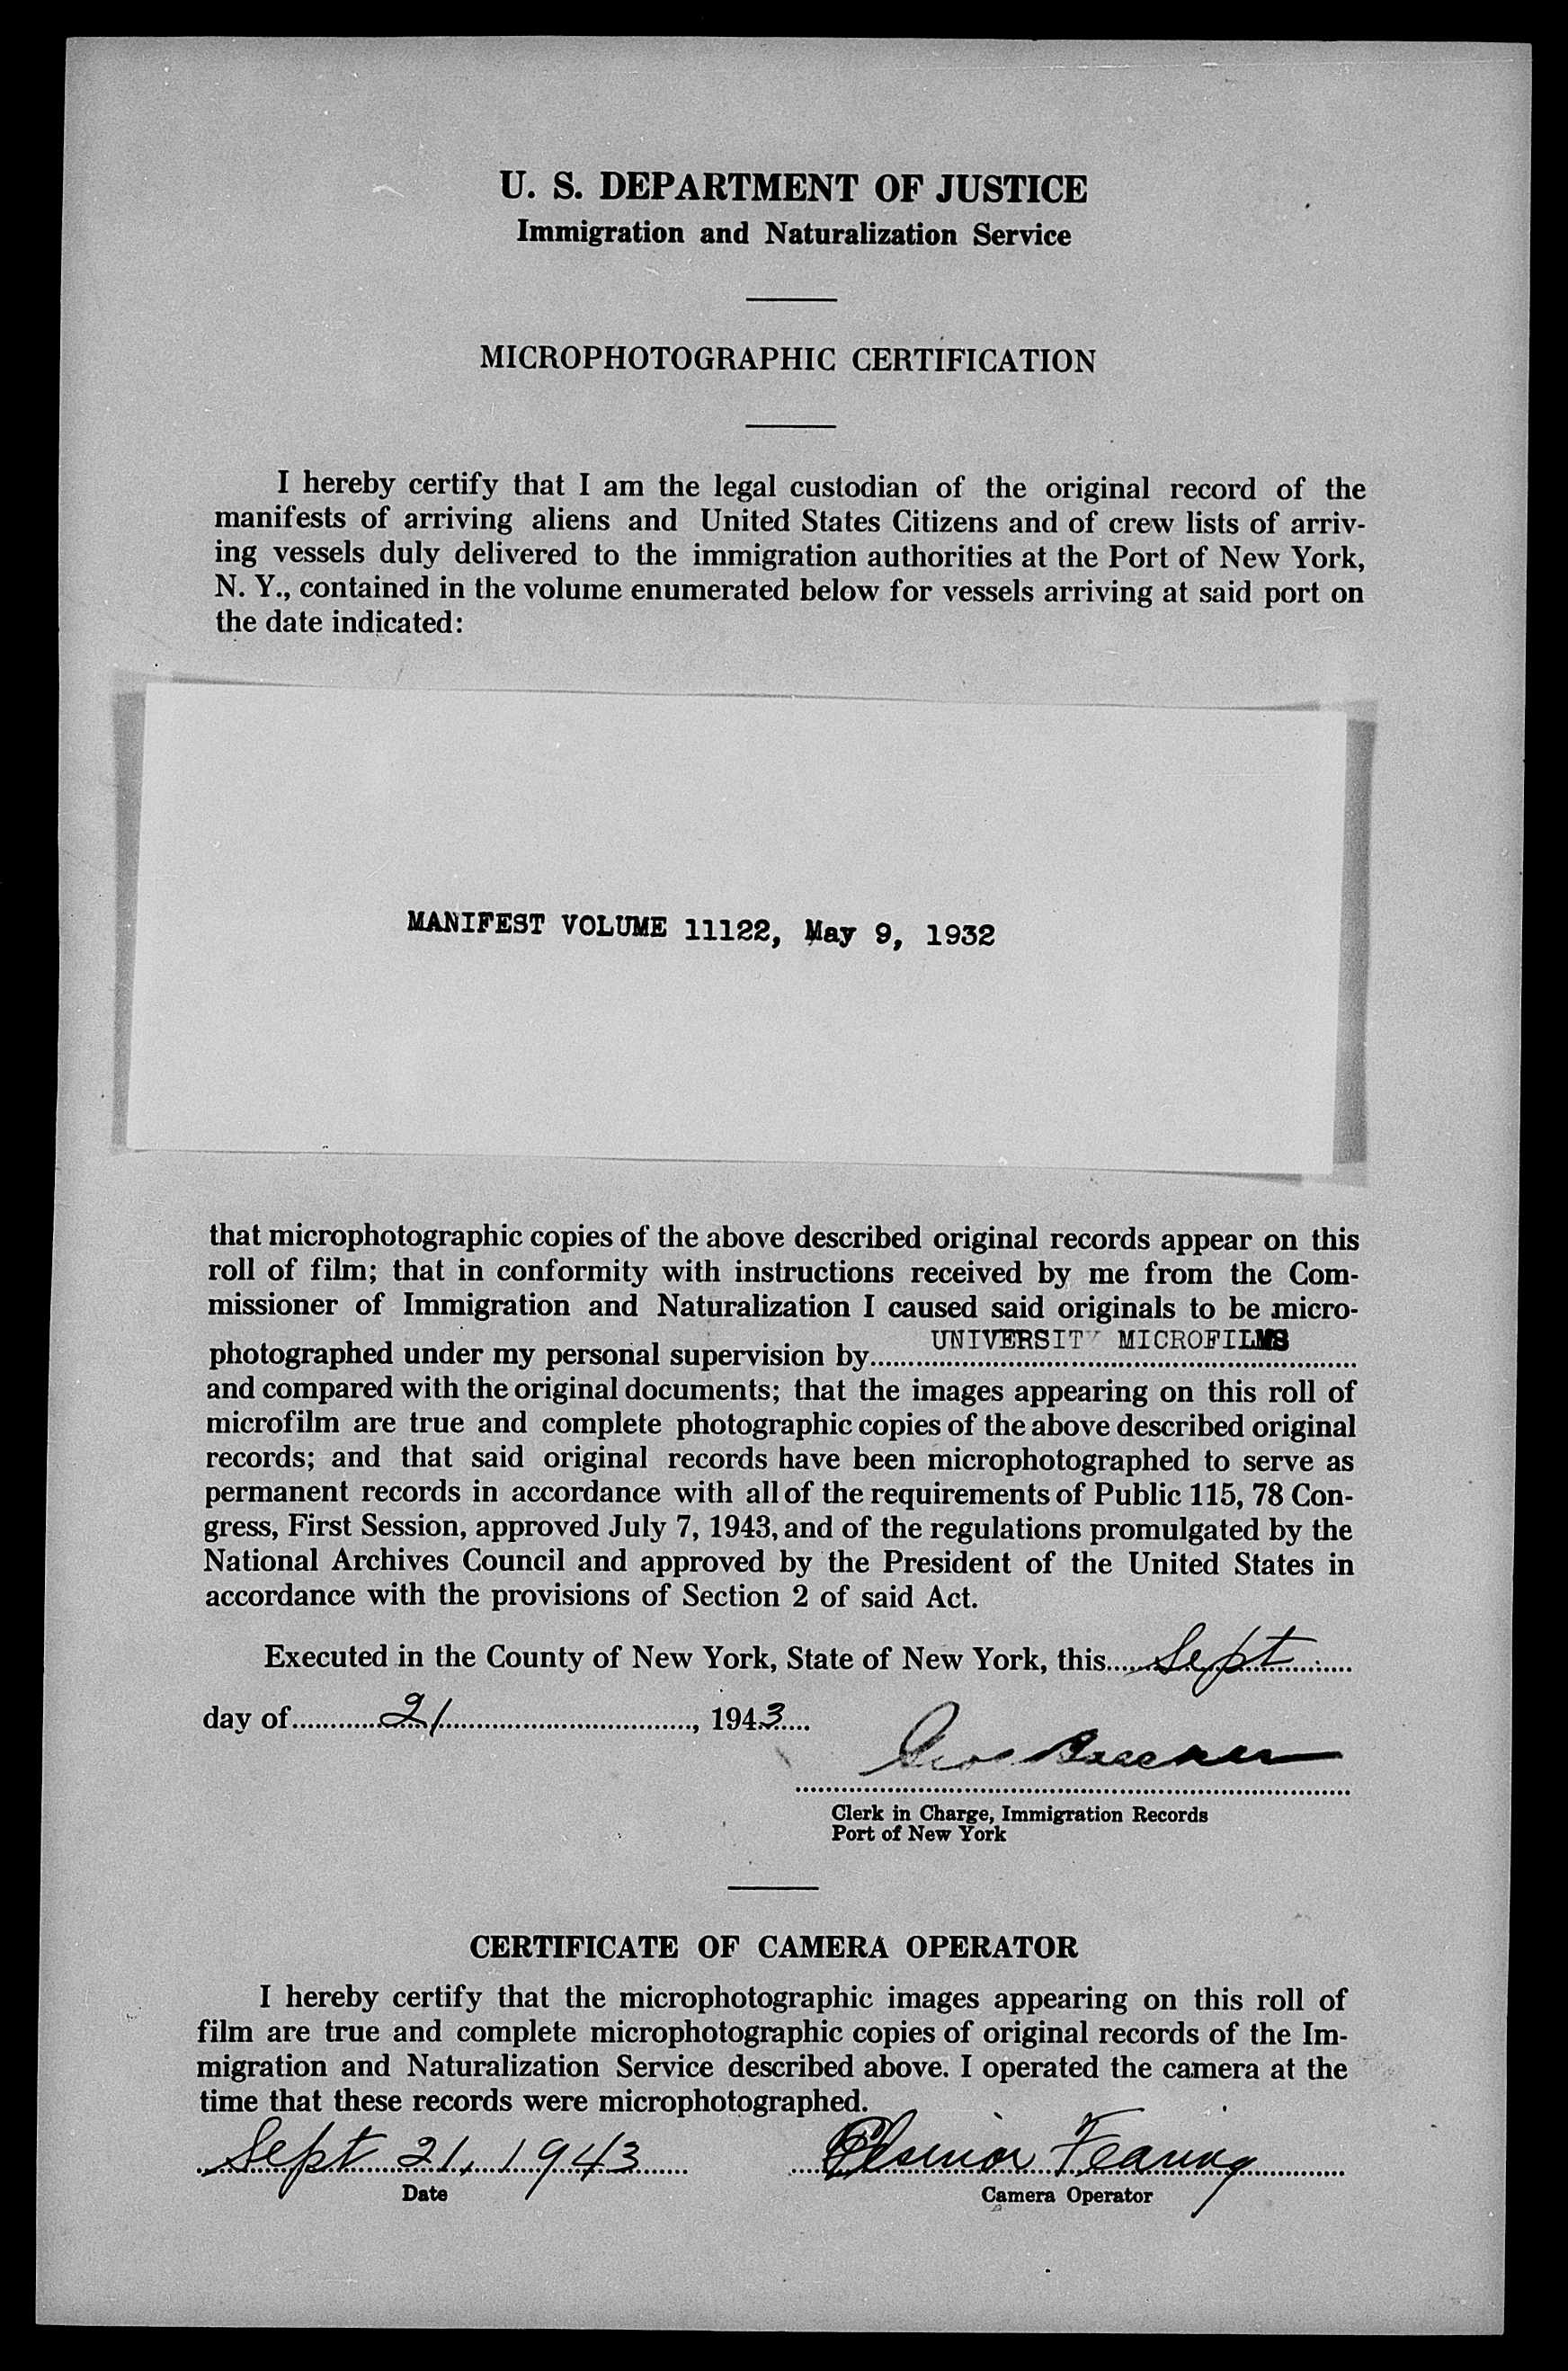 U. S. DEPARTMENT OF JUSTICE
Immigration and Naturalization Service
MICROPHOTOGRAPHIC CERTIFICATION
I hereby certify that I am the legal custodian of the original record of the
manifests of arriving aliens and United States Citizens and of crew lists of arriv-
ing vessels duly delivered to the immigration authorities at the Port of New York,
N. Y., contained in the volume enumerated below for vessels arriving at said port on
the date indicated:
MANIFEST VOLUME 11122, May 9, 1932
that microphotographic copies of the above described original records appear on this
roll of film; that in conformity with instructions received by me from the Com-
missioner of Immigration and Naturalization I caused said originals to be micro-
photographed under my personal supervision by UNIVERSITY MICROFILMS
and compared with the original documents; that the images appearing on this roll of
microfilm are true and complete photographic copies of the above described original
records; and that said original records have been microphotographed to serve as
permanent records in accordance with all of the requirements of Public 115, 78 Con-
gress, First Session, approved July 7, 1943, and of the regulations promulgated by the
National Archives Council and approved by the President of the United States in
accordance with the provisions of Section 2 of said Act.
Executed in the County of New York, State of New York, this Sept
day of 21, 1943
Clerk in Charge, Immigration Records
Port of New York
CERTIFICATE OF CAMERA OPERATOR
I hereby certify that the microphotographic images appearing on this roll of
film are true and complete microphotographic copies of original records of the Im-
migration and Naturalization Service described above. I operated the camera at the
time that these records were microphotographed.
Sept 21, 1943
Date
Camera Operator